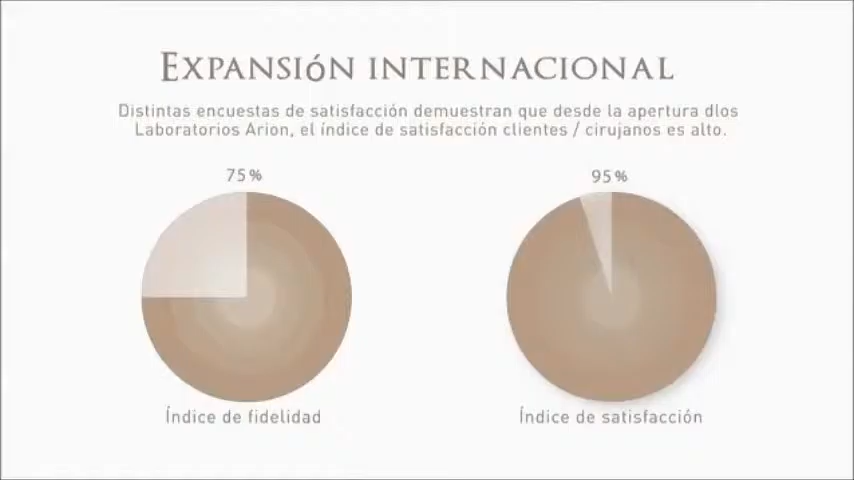 Expansión internacional
Distintas encuestas de satisfacción demuestran que desde la apertura dlos
Laboratorios Arion, el índice de satisfacción clientes / cirujanos es alto.
75%
95%
Índice de fidelidad
Índice de satisfacción